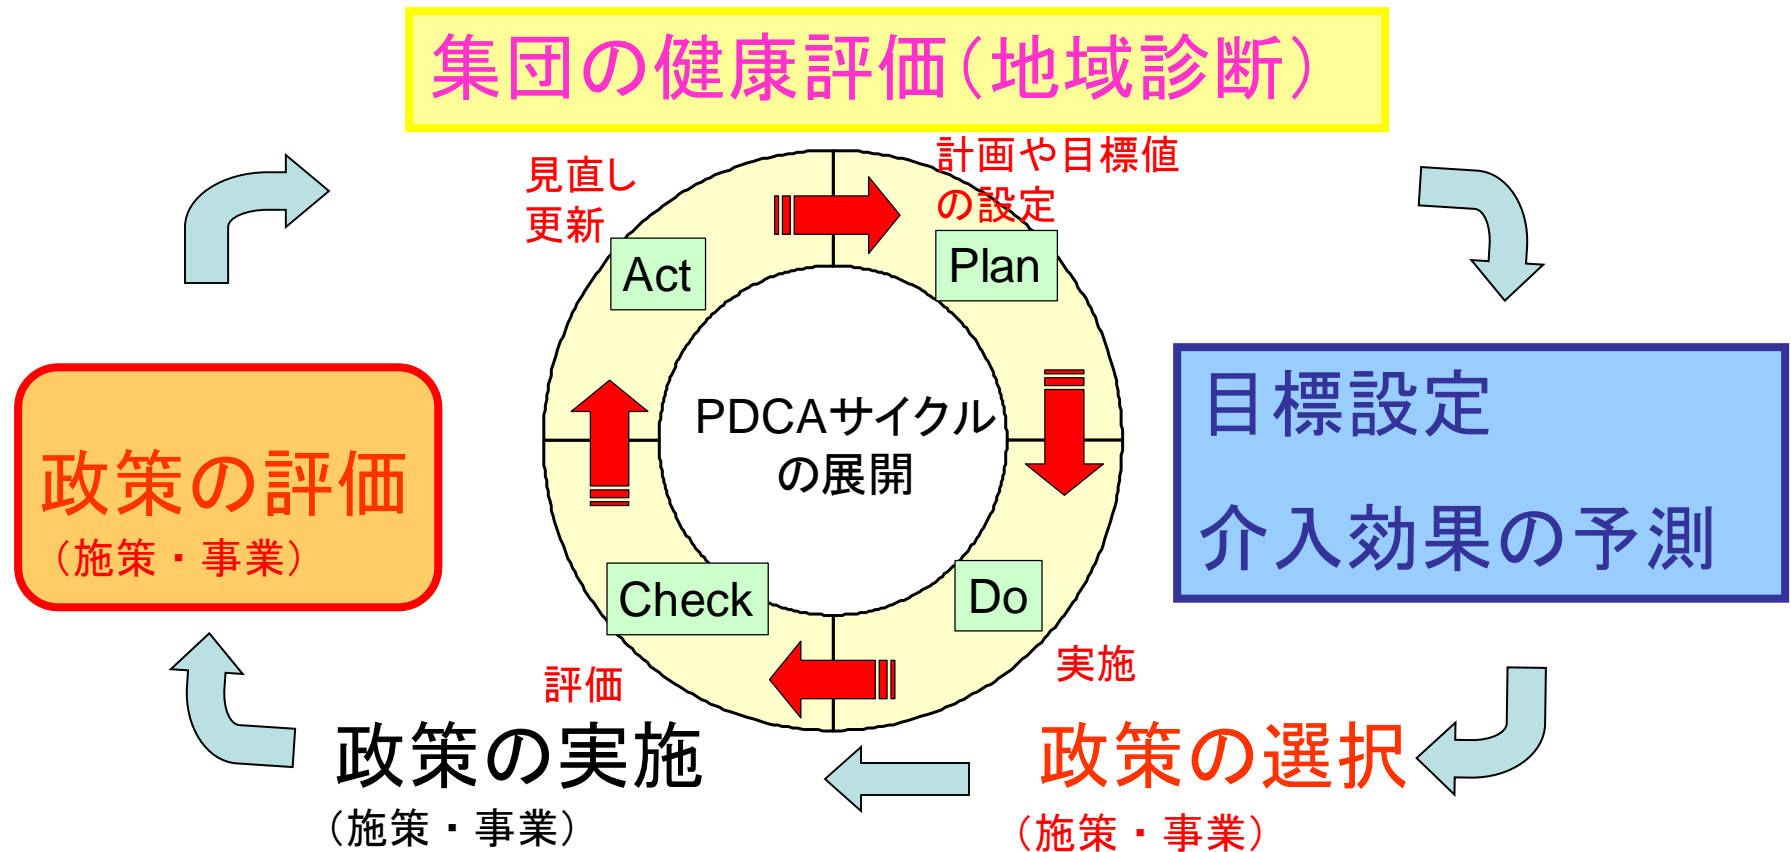 集団の健康評価（地域診断）
見直し
更新
計画や目標値
の設定
Act
Plan
PDCAサイクル
の展開
目標設定
介入効果の予測
政策の評価
（施策・事業）
Check
Do
評価
実施
政策の実施
（施策・事業）
政策の選択
（施策・事業）